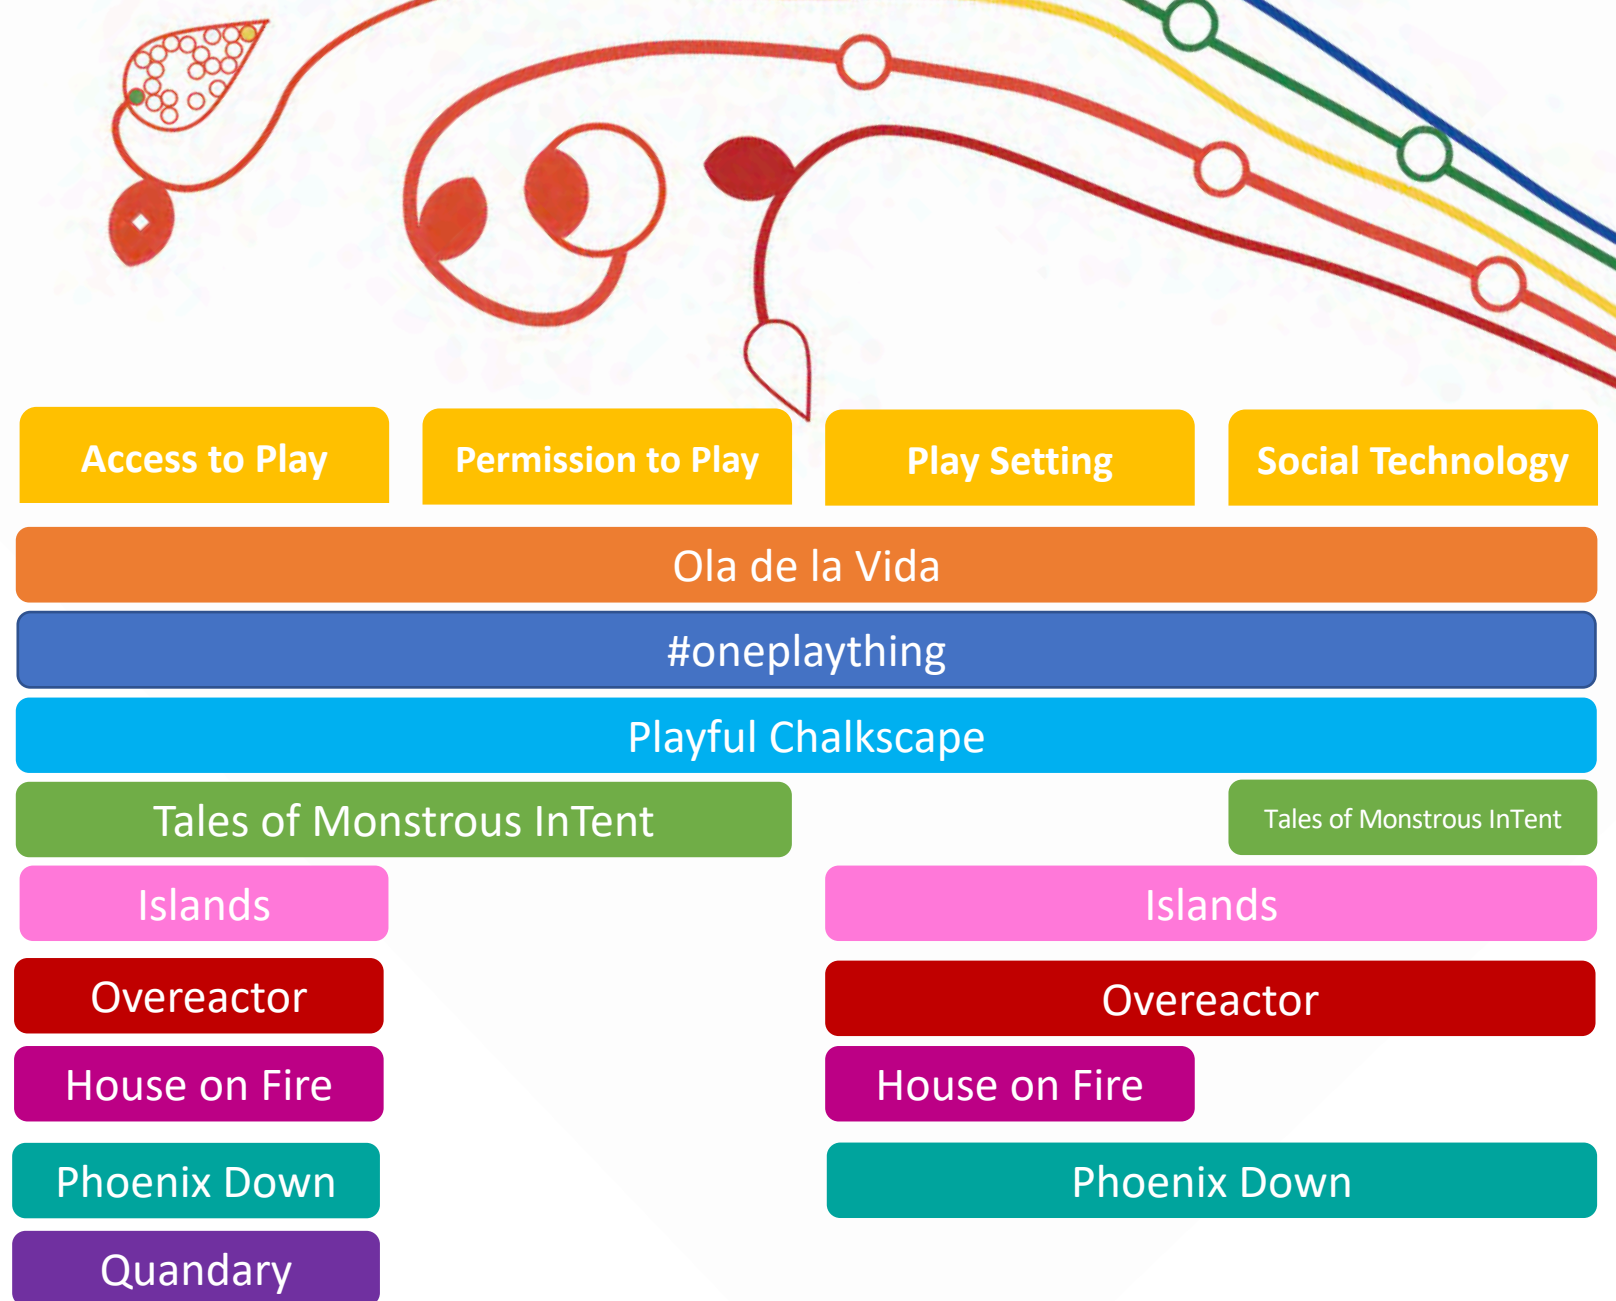 Access to Play
Permission to Play
Play Setting
Social Technology
Ola de la Vida
#oneplaything
Playful Chalkscape
Tales of Monstrous InTent
Tales of Monstrous InTent
Islands
Islands
Overeactor
Overeactor
House on Fire
House on Fire
Phoenix Down
Phoenix Down
Quandary